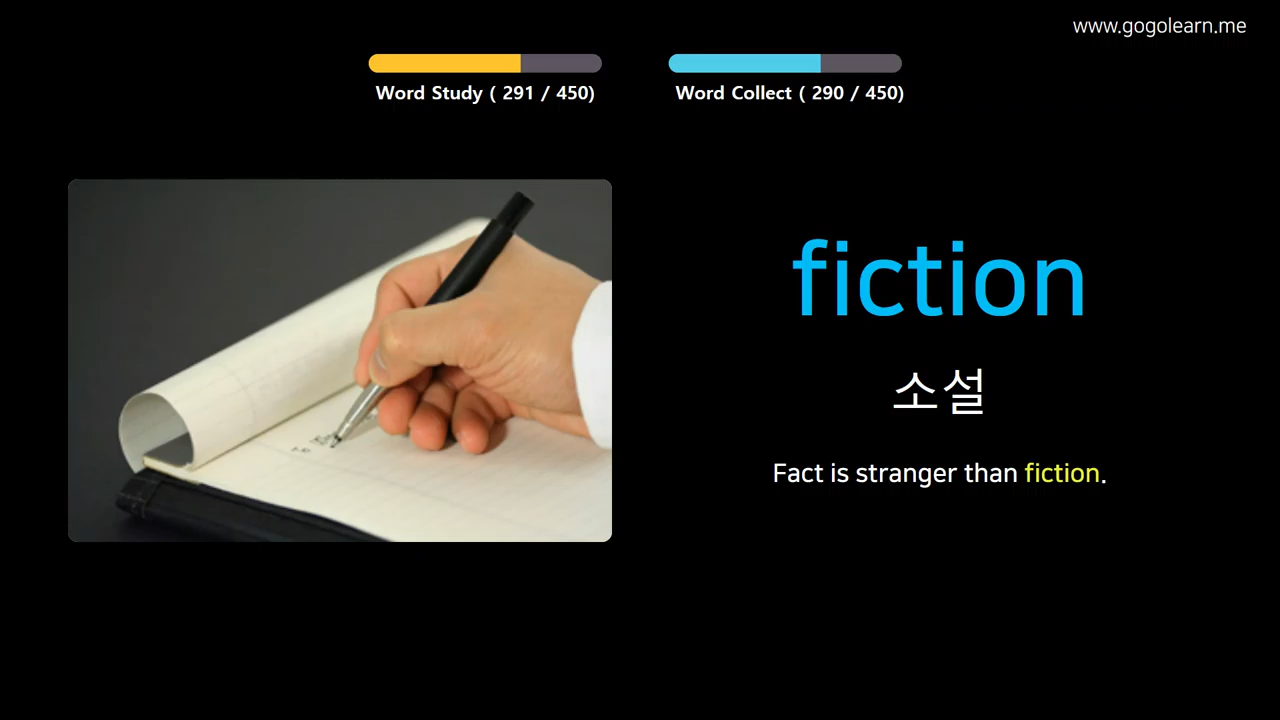 www.gogolearn.me
Word Study ( 291 / 450)
Word Collect ( 290 / 450)
fiction
소설
Fact is stranger than fiction.